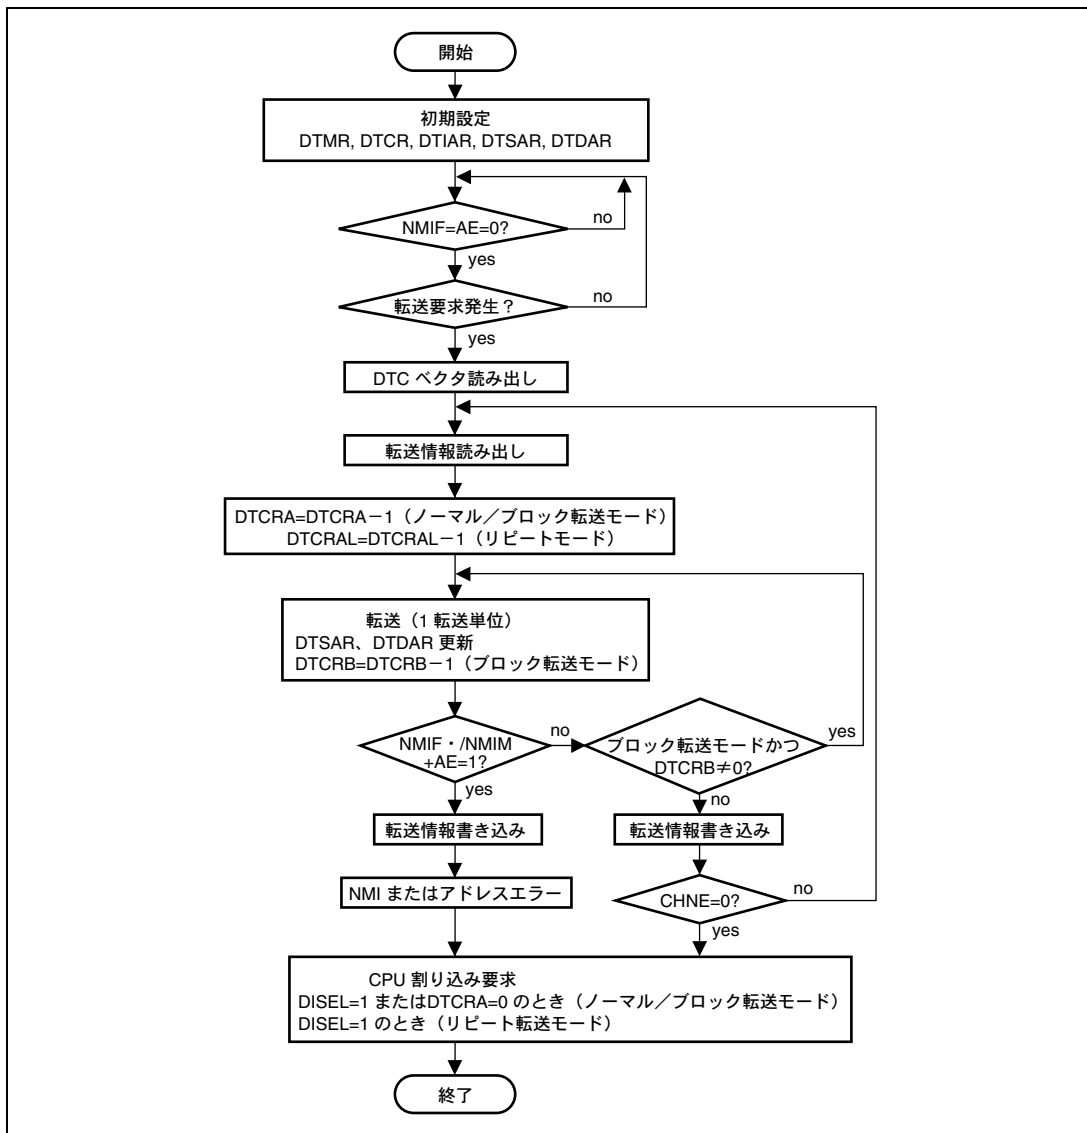 開始
初期設定
DTMR, DTCR, DTIAR, DTSAR, DTDAR
NMIF=AE=0?
no
yes
転送要求発生？
no
yes
DTC ベクタ読み出し
転送情報読み出し
DTCRA=DTCRA－1（ノーマル／ブロック転送モード）
DTCRAL=DTCRAL－1（リピートモード）
転送（1 転送単位）
DTSAR、DTDAR 更新
DTCRB=DTCRB－1（ブロック転送モード）
NMIF・/NMIM
+AE=1?
no
yes
ブロック転送モードかつ
DTCRB≠0?
yes
no
転送情報書き込み
転送情報書き込み
NMI またはアドレスエラー
CHNE=0?
no
yes
CPU 割り込み要求
DISEL=1 またはDTCRA=0 のとき（ノーマル／ブロック転送モード）
DISEL=1 のとき（リピート転送モード）
終了